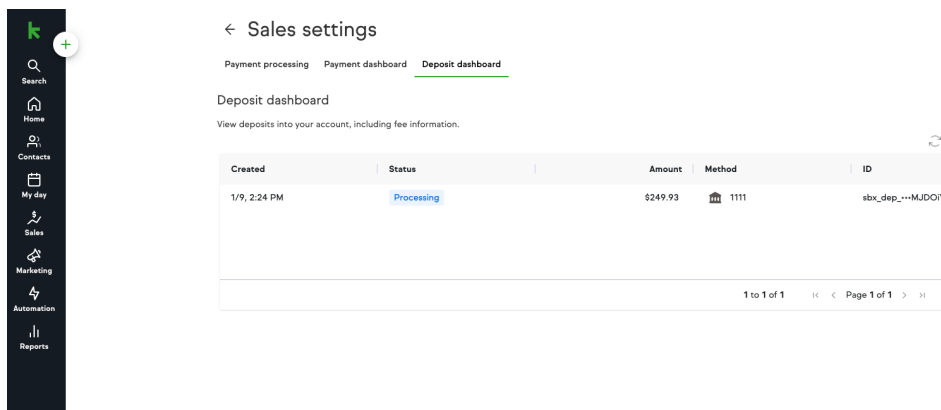 ← Sales settings
+
Search
Home
Contacts
My day
Sales
Marketing
Automation
Reports
Payment processing Payment dashboard Deposit dashboard
Deposit dashboard
View deposits into your account, including fee information.
Created Status Amount Method ID
1/9, 2:24 PM Processing $249.93 1111 sbx_dep_•••MJDOi
1 to 1 of 1 Page 1 of 1